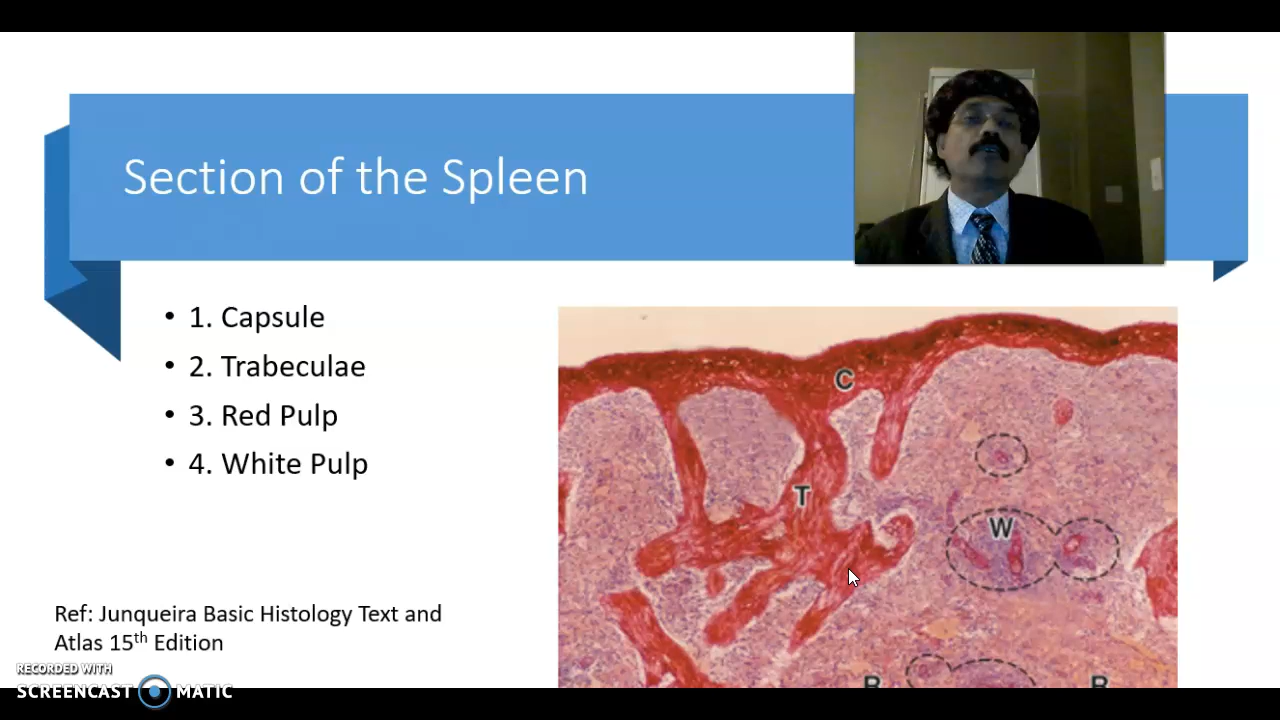 Section of the Spleen
• 1. Capsule
• 2. Trabeculae
• 3. Red Pulp
• 4. White Pulp
C
T
W
Ref: Junqueira Basic Histology Text and
Atlas 15th Edition
RECORDED WITH
SCREENCAST MATIC